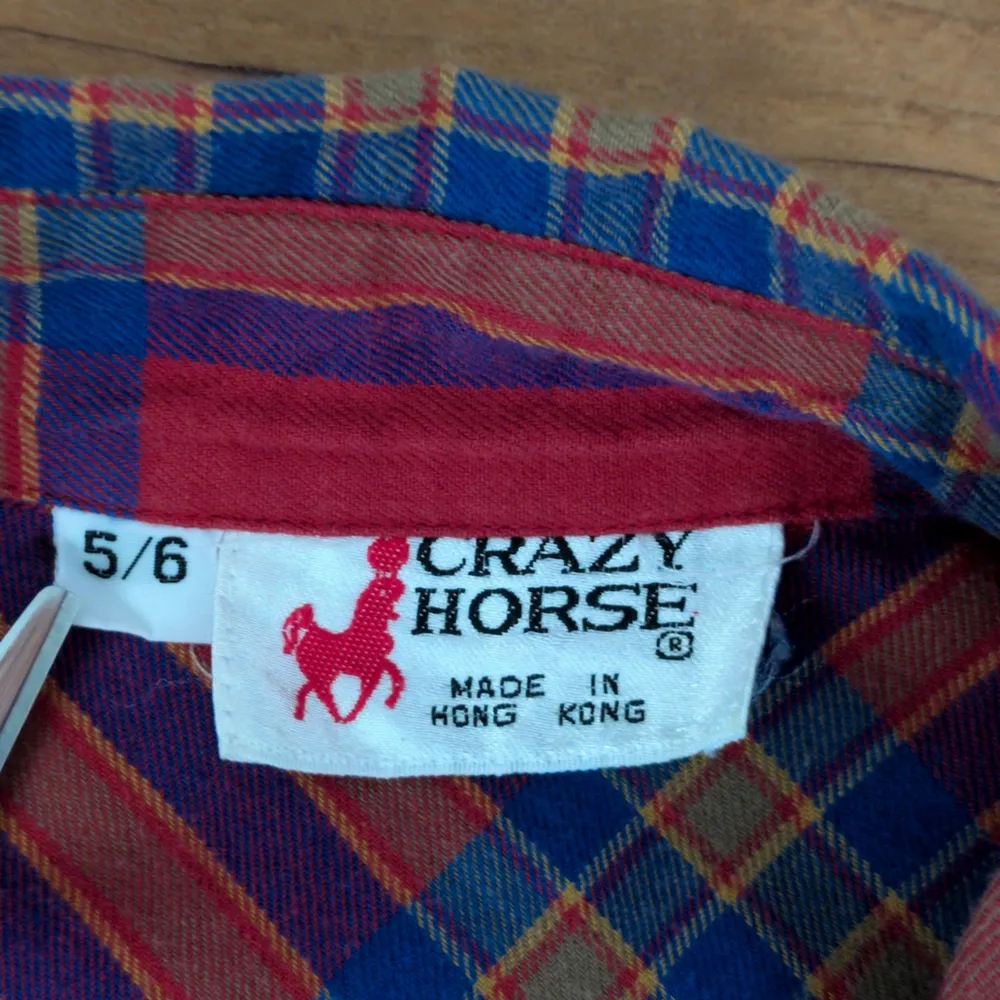 5/6
CRAZY
HORSE
®
MADE IN
HONG KONG